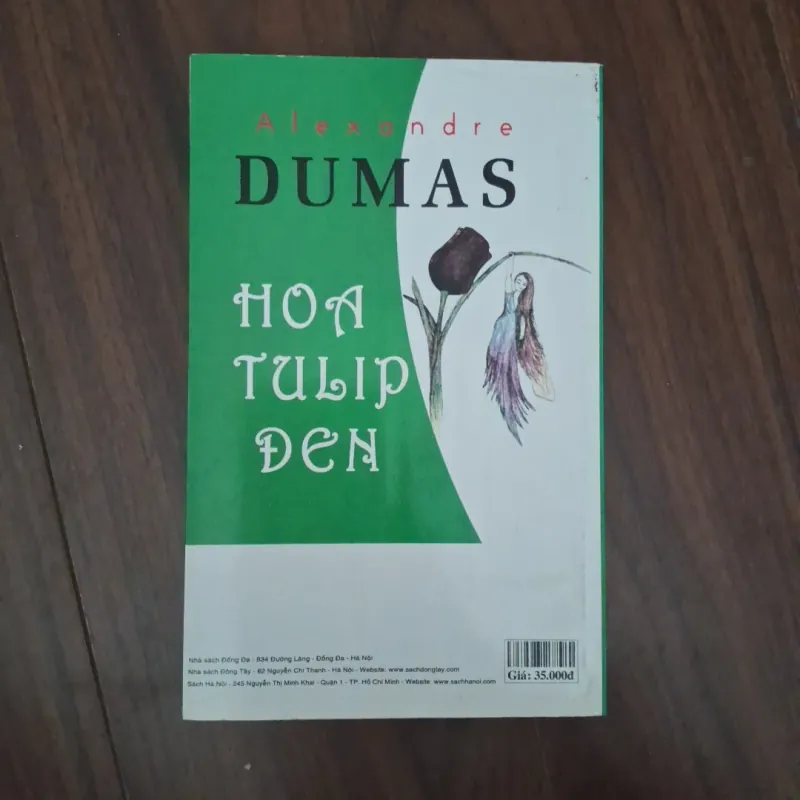 Alexandre
DUMAS
HOA
TULIP
ĐEN
Nhà sách Đống Đa : 634 Đường Láng - Đống Đa - Hà Nội
Nhà sách Đông Tây - 62 Nguyễn Chí Thanh - Hà Nội - Website: www.sachdongtay.com
Sách Hà Nội - 245 Nguyễn Thị Minh Khai - Quận 1 - TP. Hồ Chí Minh - Website: www.sachhanoi.com
Giá: 35.000đ